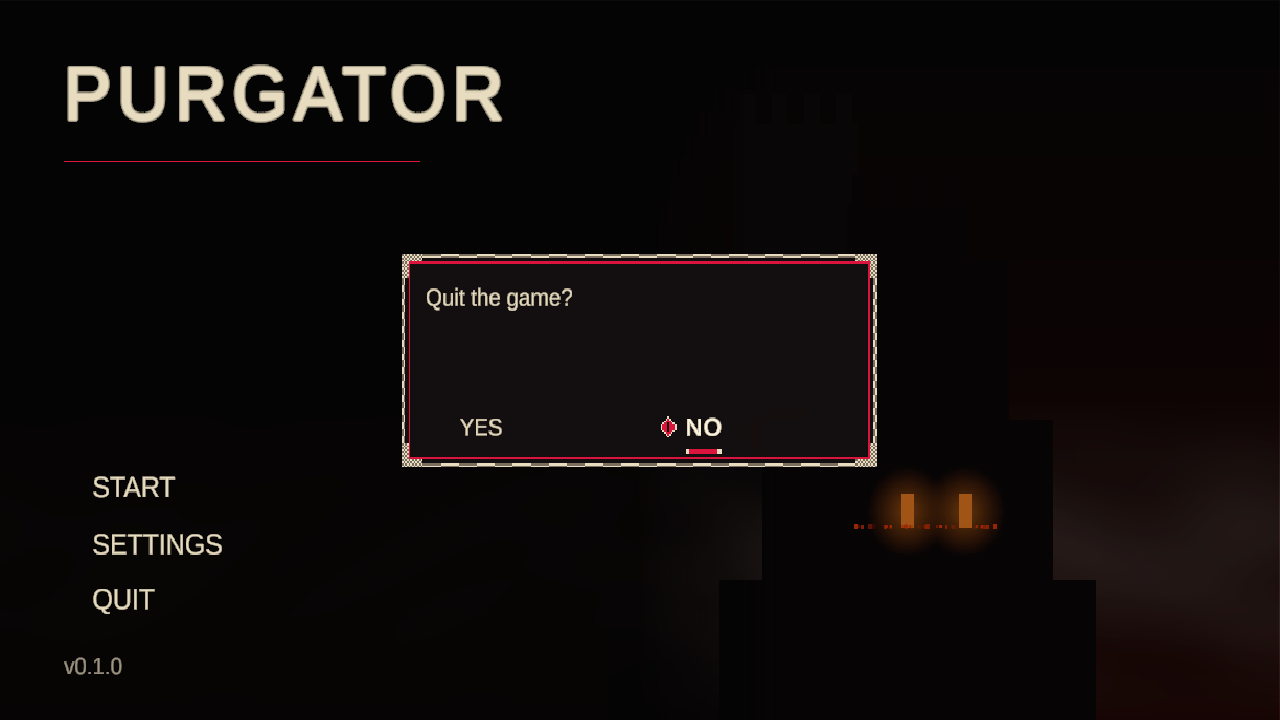 PURGATOR
Quit the game?
YES
NO
START
SETTINGS
QUIT
v0.1.0